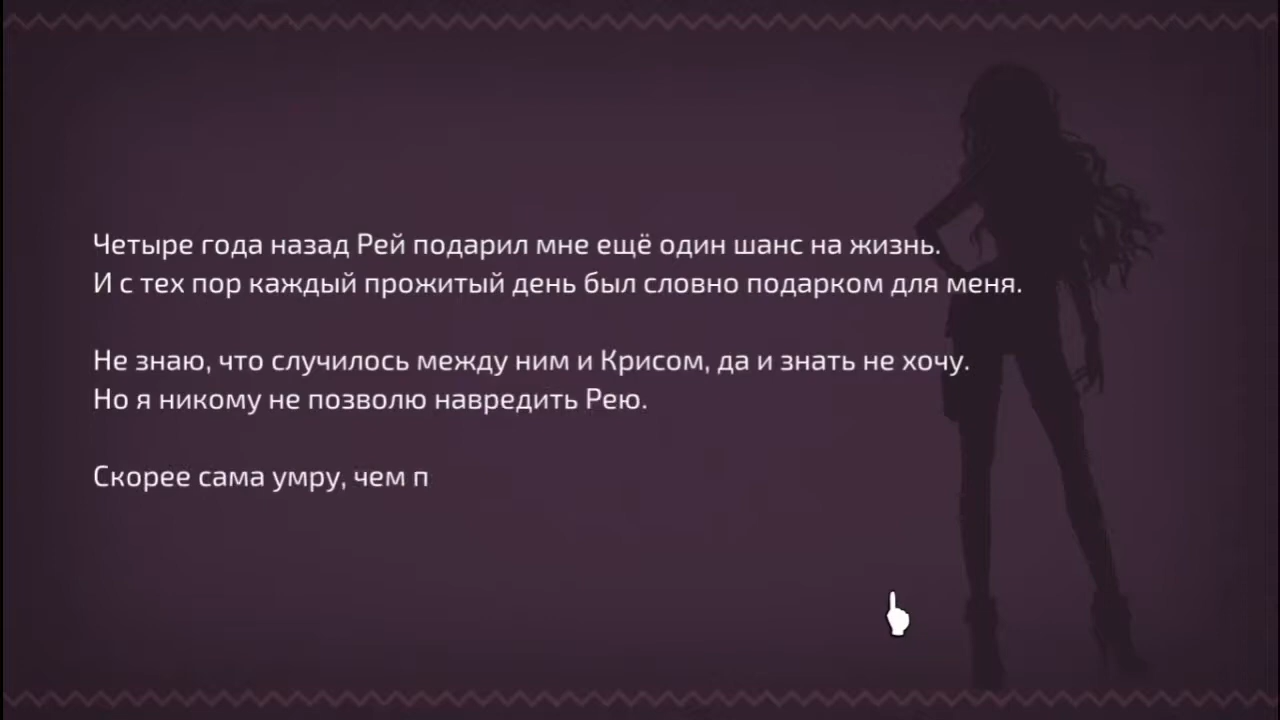 Четыре года назад Рей подарил мне ещё один шанс на жизнь.
И с тех пор каждый прожитый день был словно подарком для меня.
Не знаю, что случилось между ним и Крисом, да и знать не хочу.
Но я никому не позволю навредить Рею.
Скорее сама умру, чем п